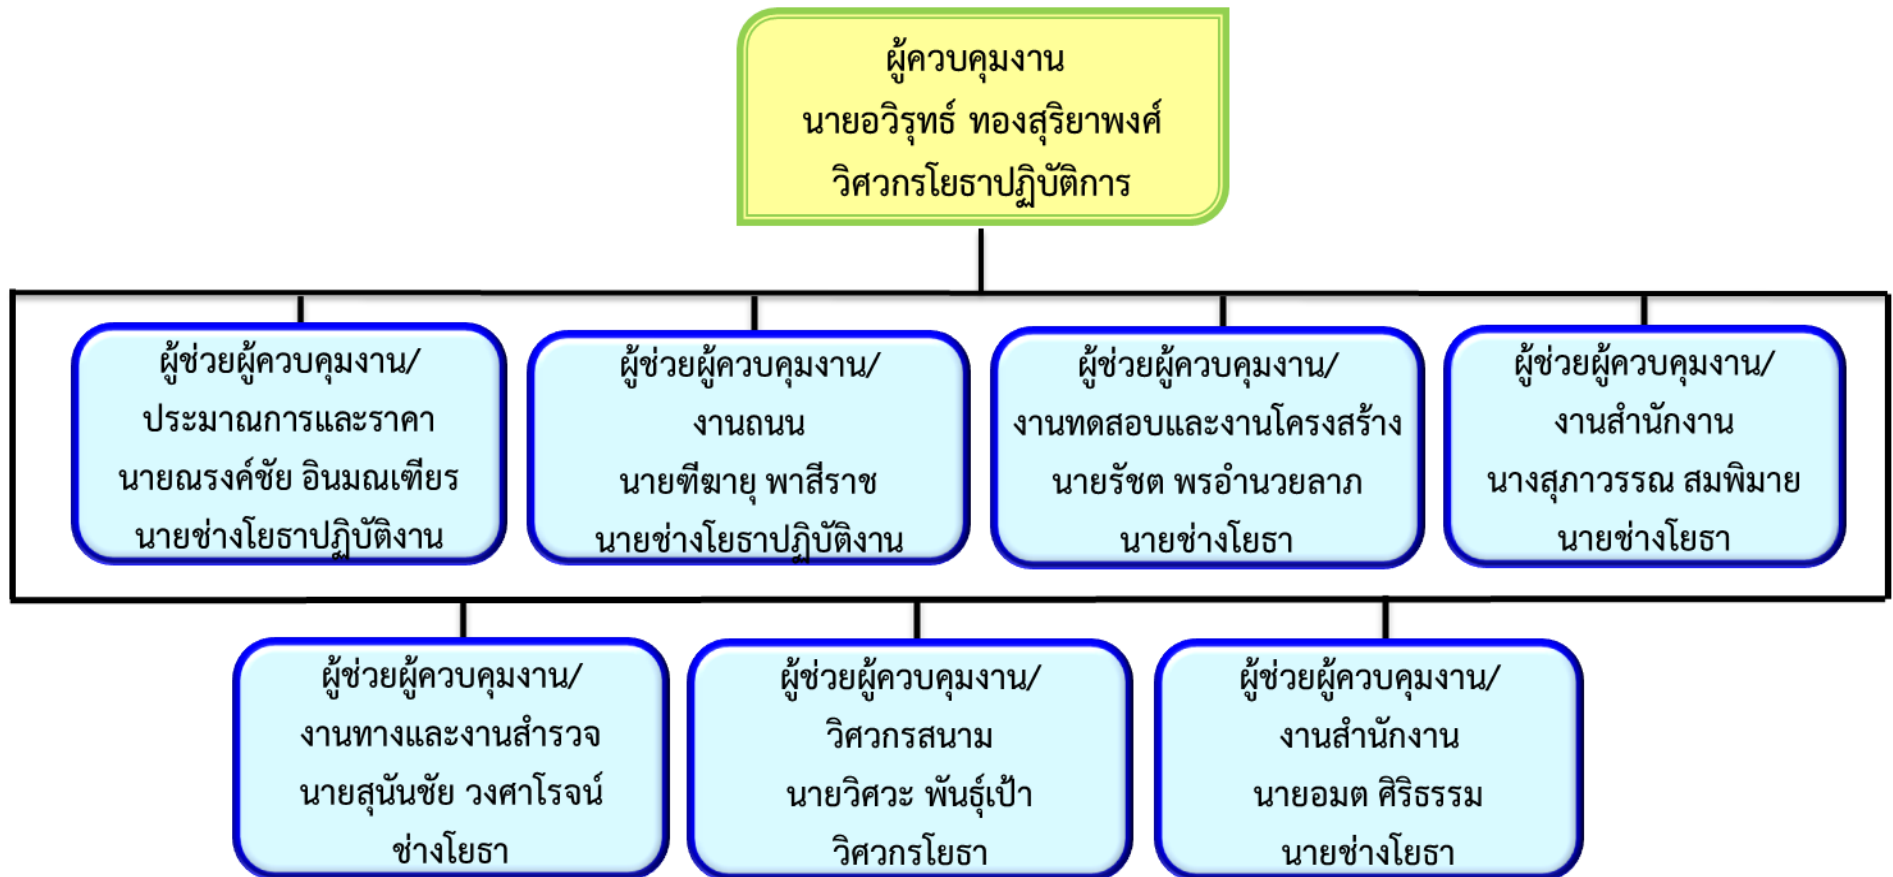 ผู้ควบคุมงาน
นายอวิรุทธ์ ทองสุริยาพงศ์
วิศวกรโยธาปฏิบัติการ
ผู้ช่วยผู้ควบคุมงาน/
ประมาณการและราคา
นายณรงค์ชัย อินมณเฑียร
นายช่างโยธาปฏิบัติงาน
ผู้ช่วยผู้ควบคุมงาน/
งานถนน
นายฑีฆายุ พาสีราช
นายช่างโยธาปฏิบัติงาน
ผู้ช่วยผู้ควบคุมงาน/
งานทดสอบและงานโครงสร้าง
นายรัชต พรอำนวยลาภ
นายช่างโยธา
ผู้ช่วยผู้ควบคุมงาน/
งานสำนักงาน
นางสุภาวรรณ สมพิมาย
นายช่างโยธา
ผู้ช่วยผู้ควบคุมงาน/
งานทางและงานสำรวจ
นายสุนันชัย วงศาโรจน์
ช่างโยธา
ผู้ช่วยผู้ควบคุมงาน/
วิศวกรสนาม
นายวิศวะ พันธุ์เป้า
วิศวกรโยธา
ผู้ช่วยผู้ควบคุมงาน/
งานสำนักงาน
นายอมต ศิริธรรม
นายช่างโยธา